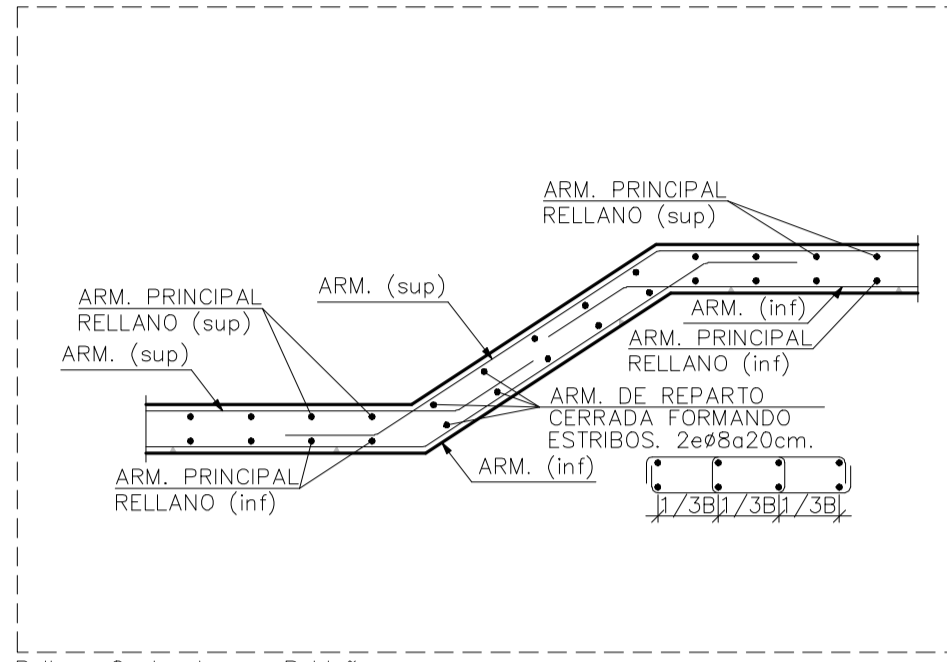 ARM. PRINCIPAL
RELLANO (sup)
ARM. (sup)
ARM. PRINCIPAL
RELLANO (sup)
ARM. (sup)
ARM. (inf)
ARM. PRINCIPAL
RELLANO (inf)
ARM. DE REPARTO
CERRADA FORMANDO
ESTRIBOS. 2eø8a20cm.
ARM. (inf)
ARM. PRINCIPAL
RELLANO (inf)
1/3B 1/3B 1/3B